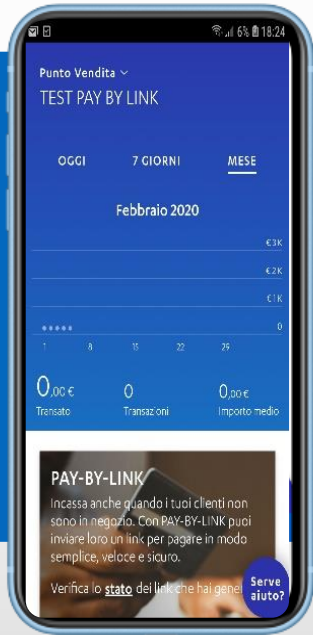 6% 18:24
Punto Vendita
TEST PAY BY LINK
OGGI 7 GIORNI MESE
Febbraio 2020
€3K
€2K
€1K
0
1 8 15 22 29
0,00 € 0 0,00 €
Transato Transazioni Importo medio
PAY-BY-LINK
Incassa anche quando i tuoi clienti non
sono in negozio. Con PAY-BY-LINK puoi
inviare loro un link per pagare in modo
semplice, veloce e sicuro.
Verifica lo stato dei link che hai gene
Serve
aiuto?